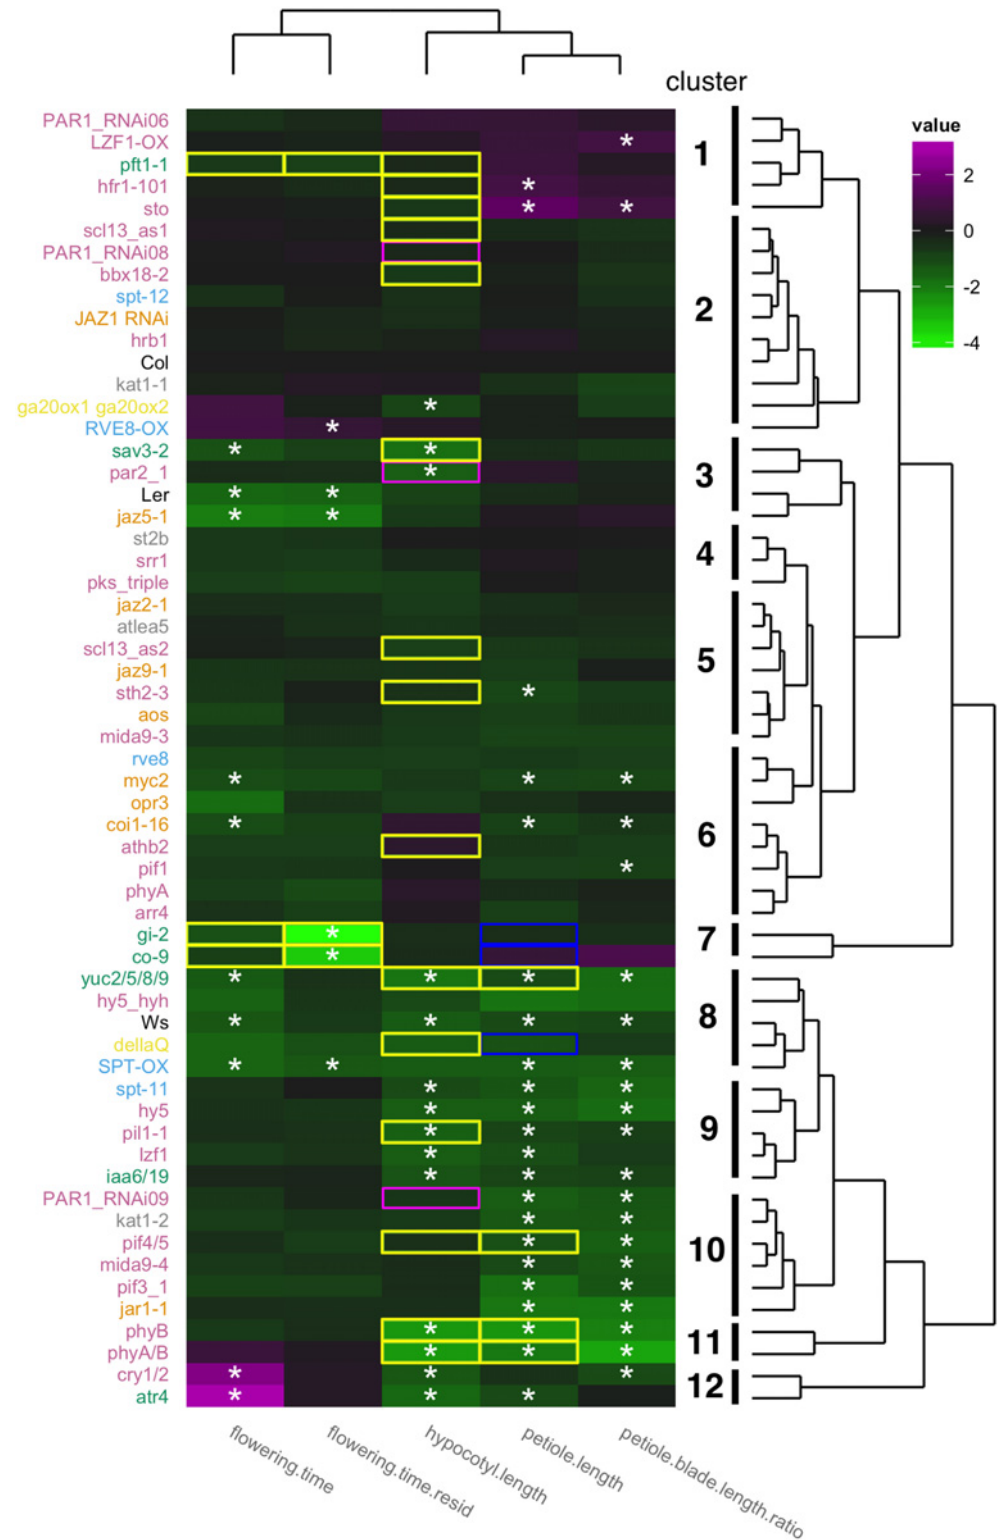 cluster
value
PAR1_RNAi06
LZF1-OX *
pft1-1
hfr1-101 *
sto * *
scl13_as1
PAR1_RNAi08
bbx18-2
spt-12
JAZ1 RNAi
hrb1
Col
kat1-1
ga20ox1 ga20ox2 *
RVE8-OX *
sav3-2 * *
par2_1 *
Ler * *
jaz5-1 * *
st2b
srr1
pks_triple
jaz2-1
atlea5
scl13_as2
jaz9-1
sth2-3 *
aos
mida9-3
rve8
myc2 * * *
opr3
coi1-16 * * *
athb2
pif1 *
phyA
arr4
gi-2 *
co-9 *
yuc2/5/8/9 * * * *
hy5_hyh
Ws * * * *
dellaQ
SPT-OX * * * *
spt-11 * * *
hy5 * * *
pil1-1 * * *
lzf1 * *
iaa6/19 * * *
PAR1_RNAi09 * *
kat1-2 * *
pif4/5 * *
mida9-4 * *
pif3_1 * *
jar1-1 * *
phyB * * *
phyA/B * * *
cry1/2 * * *
atr4 * * *
1
2
3
4
5
6
7
8
9
10
11
12
2
0
-2
-4
flowering.time
flowering.time.resid
hypocotyl.length
petiole.length
petiole.blade.length.ratio